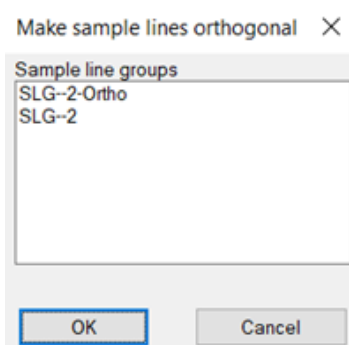 Make sample lines orthogonal
Sample line groups
SLG--2-Ortho
SLG--2
OK Cancel